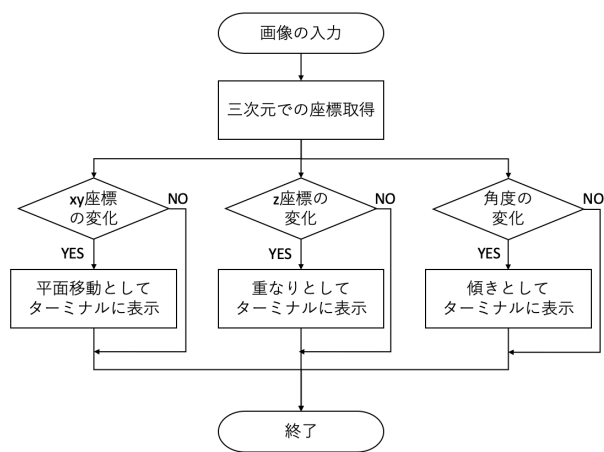 画像の入力
三次元での座標取得
xy座標
の変化
NO
YES
平面移動として
ターミナルに表示
z座標の
変化
NO
YES
重なりとして
ターミナルに表示
角度の
変化
NO
YES
傾きとして
ターミナルに表示
終了